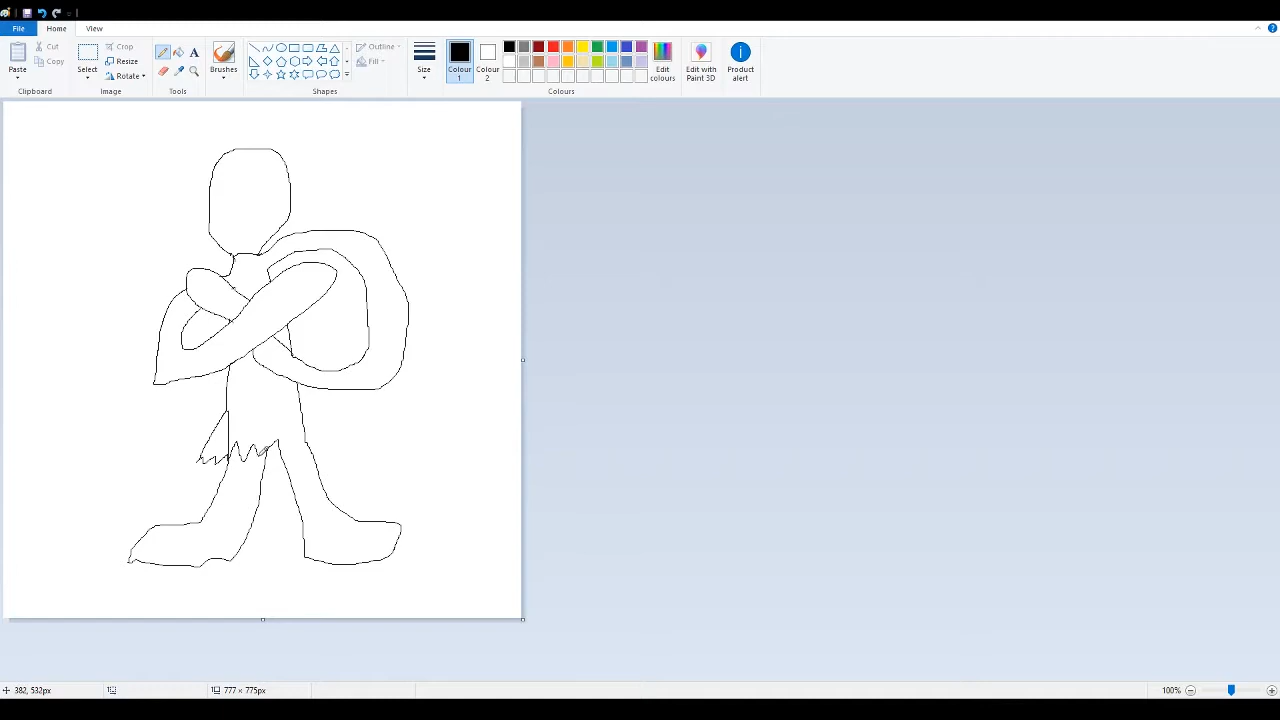 File Home View
Cut Crop Outline
Copy Resize Fill
Paste Select Rotate Brushes Size Colour 1 Colour 2 Edit colours Edit with Paint 3D Product alert
Clipboard Image Tools Shapes Colours
382, 532px 777 × 775px 100%